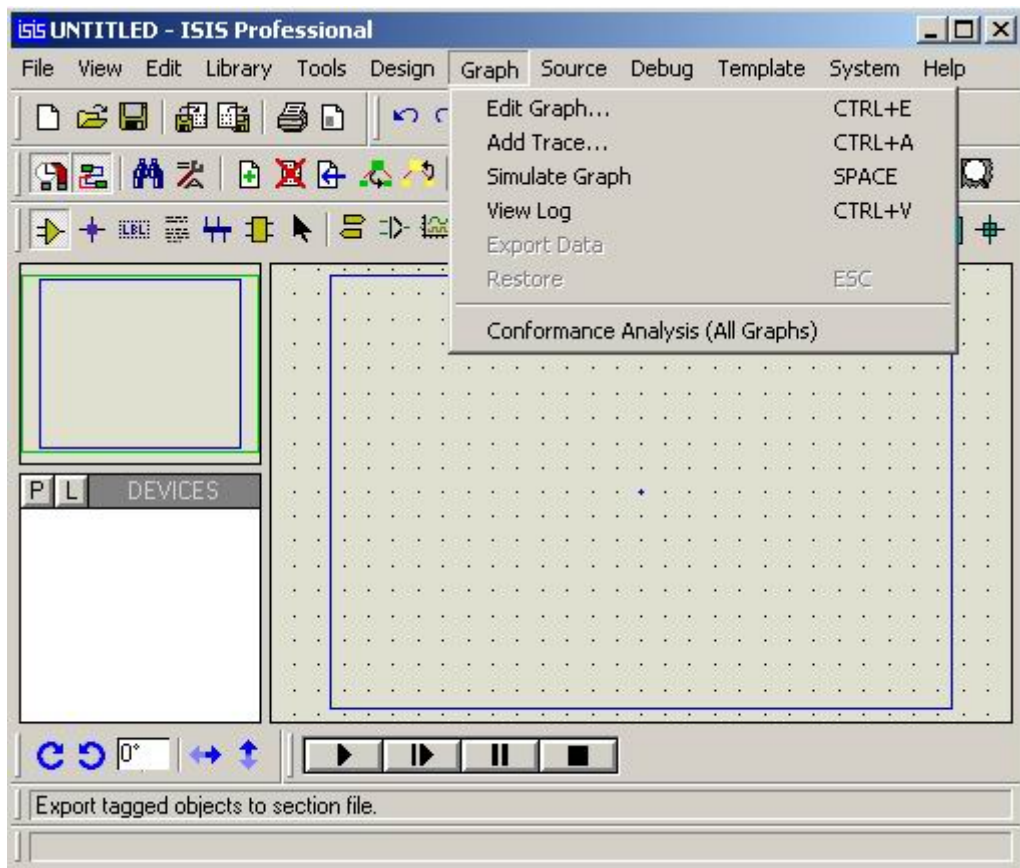 isis UNTITLED - ISIS Professional
File View Edit Library Tools Design Graph Source Debug Template System Help
Edit Graph... CTRL+E
Add Trace... CTRL+A
Simulate Graph SPACE
View Log CTRL+V
Export Data
Restore ESC
Conformance Analysis (All Graphs)
LBL
P L DEVICES
0°
Export tagged objects to section file.